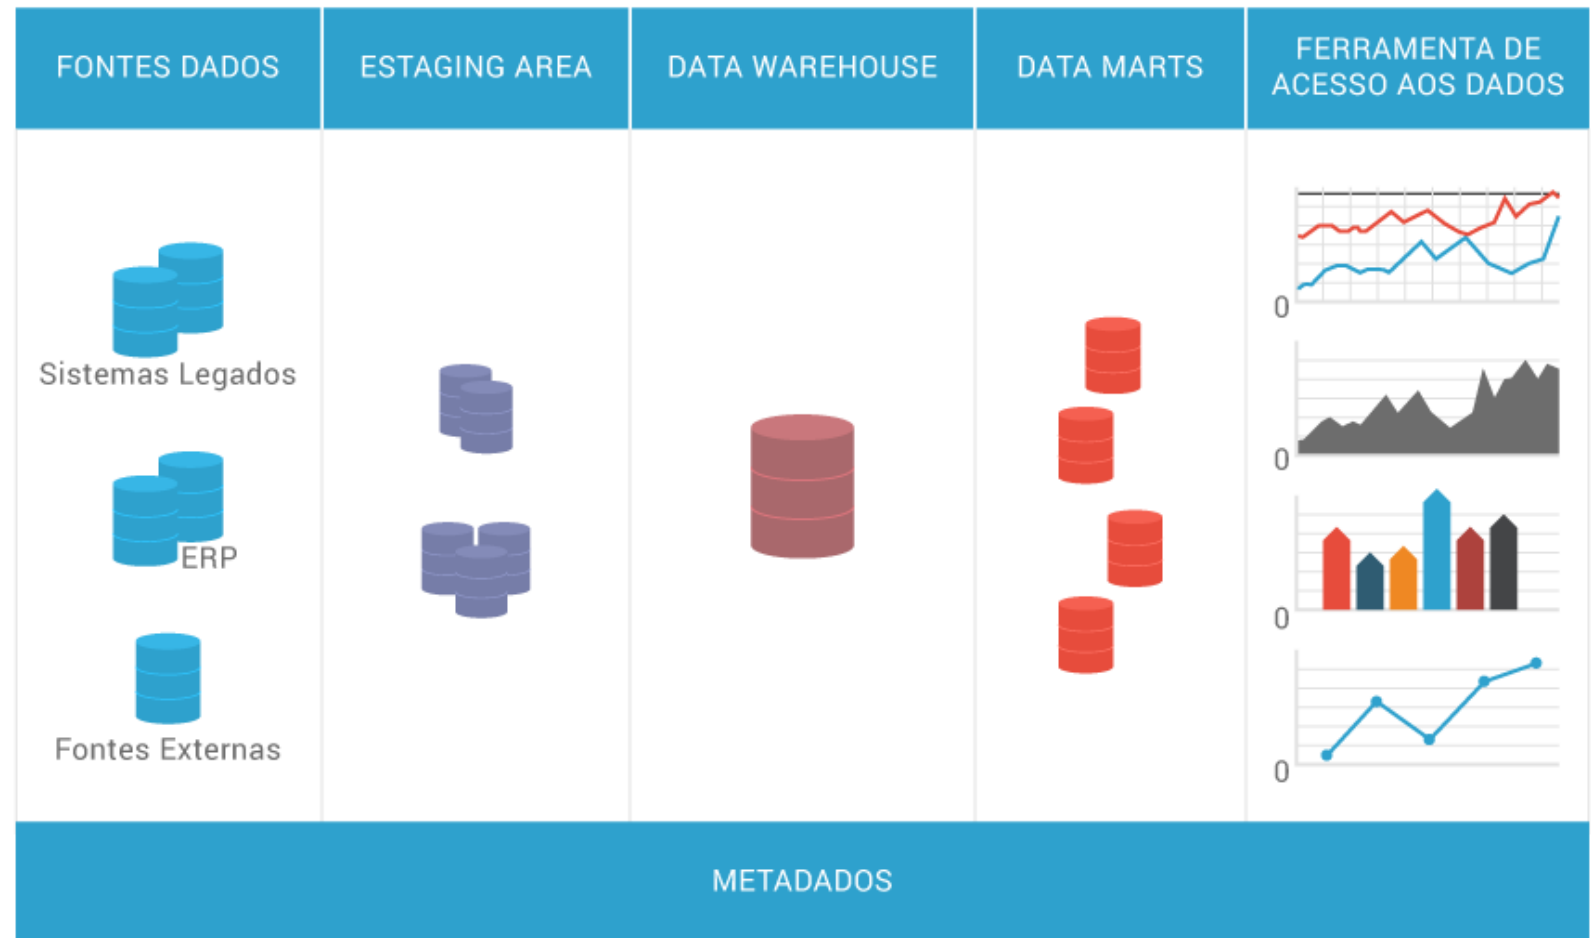 FONTES DADOS
ESTAGING AREA
DATA WAREHOUSE
DATA MARTS
FERRAMENTA DE
ACESSO AOS DADOS
Sistemas Legados
ERP
Fontes Externas
0
0
0
0
METADADOS